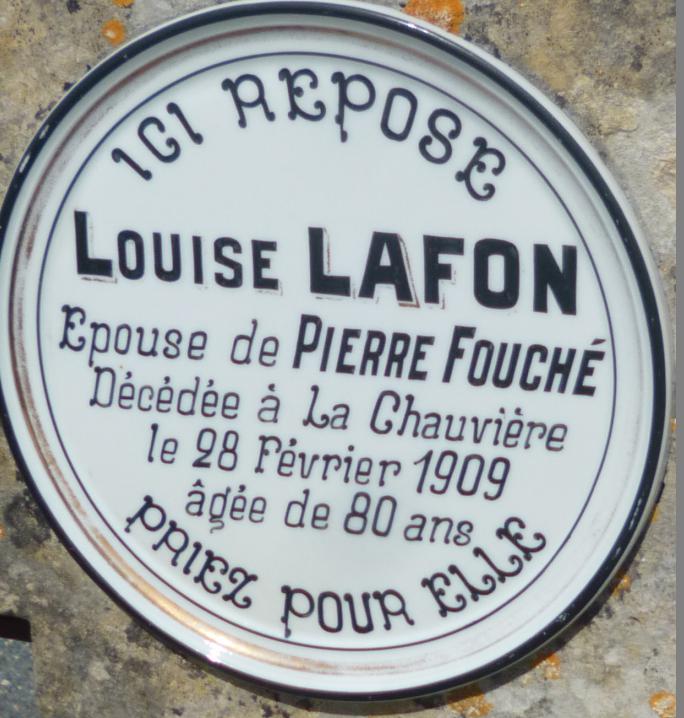 ICI REPOSE
LOUISE LAFON
Epouse de PIERRE FOUCHÉ
Décédée à La Chauvière
le 28 Février 1909
âgée de 80 ans
PRIEZ POUR ELLE